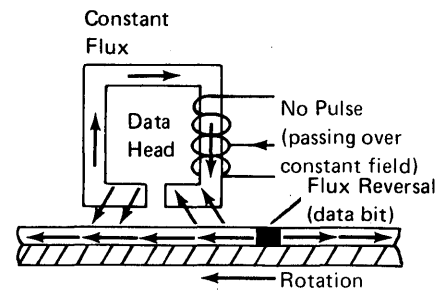 Constant
Flux
Data
Head
No Pulse
(passing over
constant field)
Flux Reversal
(data bit)
Rotation